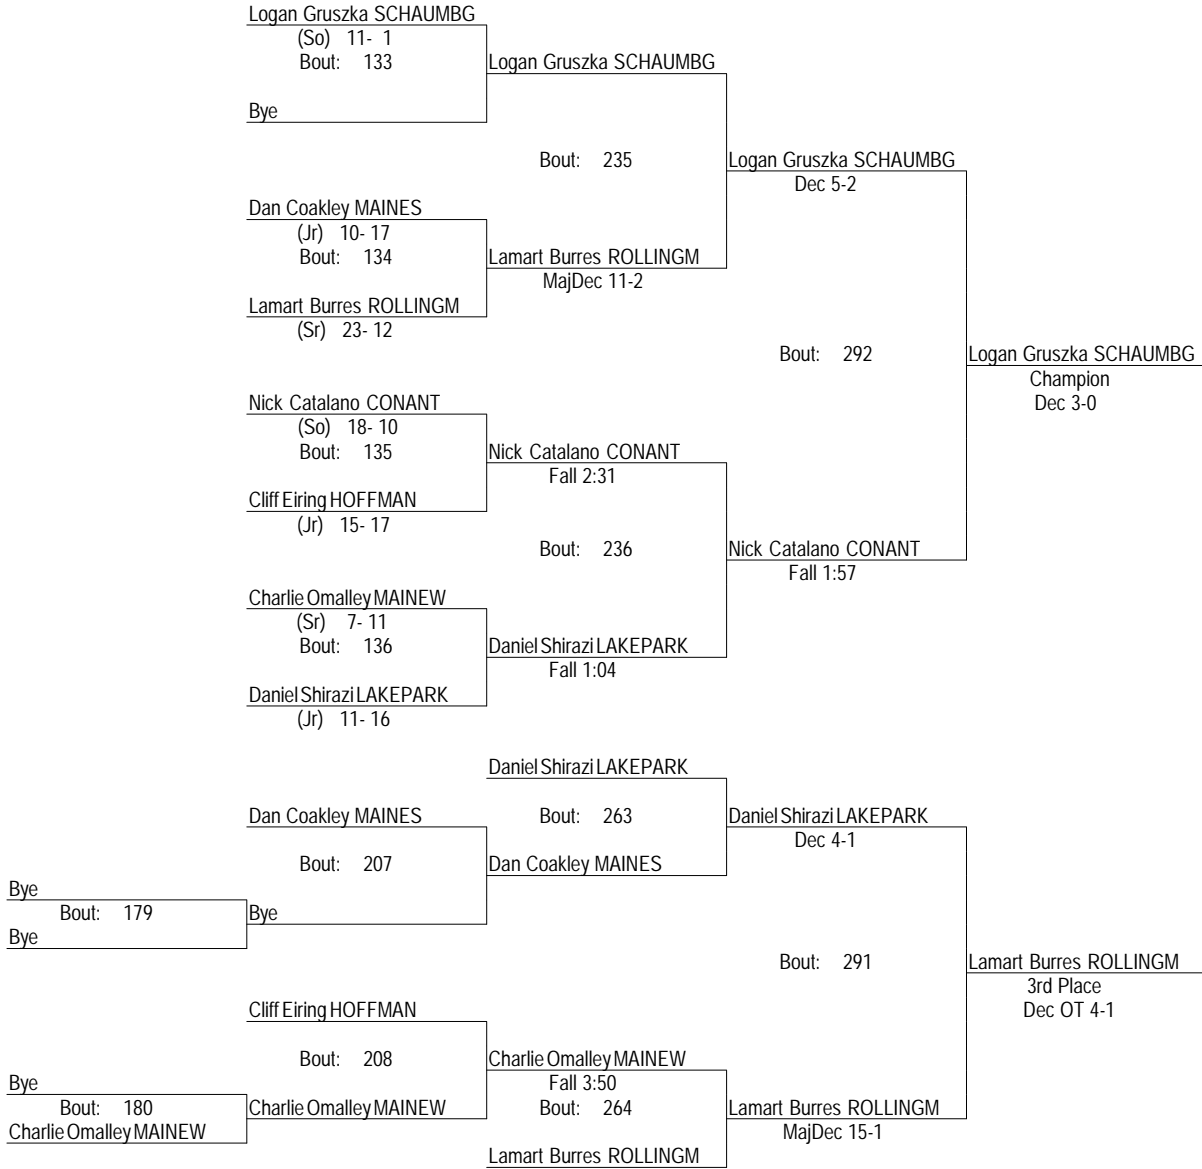 Logan Gruszka SCHAUMBG
(So) 11- 1
Bout: 133
Logan Gruszka SCHAUMBG
Bye
Bout: 235
Logan Gruszka SCHAUMBG
Dec 5-2
Dan Coakley MAINES
(Jr) 10- 17
Bout: 134
Lamart Burres ROLLINGM
MajDec 11-2
Lamart Burres ROLLINGM
(Sr) 23- 12
Bout: 292
Logan Gruszka SCHAUMBG
Champion
Dec 3-0
Nick Catalano CONANT
(So) 18- 10
Bout: 135
Nick Catalano CONANT
Fall 2:31
Cliff Eiring HOFFMAN
(Jr) 15- 17
Bout: 236
Nick Catalano CONANT
Fall 1:57
Charlie Omalley MAINEW
(Sr) 7- 11
Bout: 136
Daniel Shirazi LAKEPARK
Fall 1:04
Daniel Shirazi LAKEPARK
(Jr) 11- 16
Daniel Shirazi LAKEPARK
Dan Coakley MAINES
Bout: 263
Daniel Shirazi LAKEPARK
Dec 4-1
Bout: 207
Dan Coakley MAINES
Bye
Bout: 179
Bye
Bye
Bout: 291
Lamart Burres ROLLINGM
3rd Place
Dec OT 4-1
Cliff Eiring HOFFMAN
Bout: 208
Charlie Omalley MAINEW
Fall 3:50
Bye
Bout: 180
Charlie Omalley MAINEW
Bout: 264
Lamart Burres ROLLINGM
MajDec 15-1
Charlie Omalley MAINEW
Lamart Burres ROLLINGM